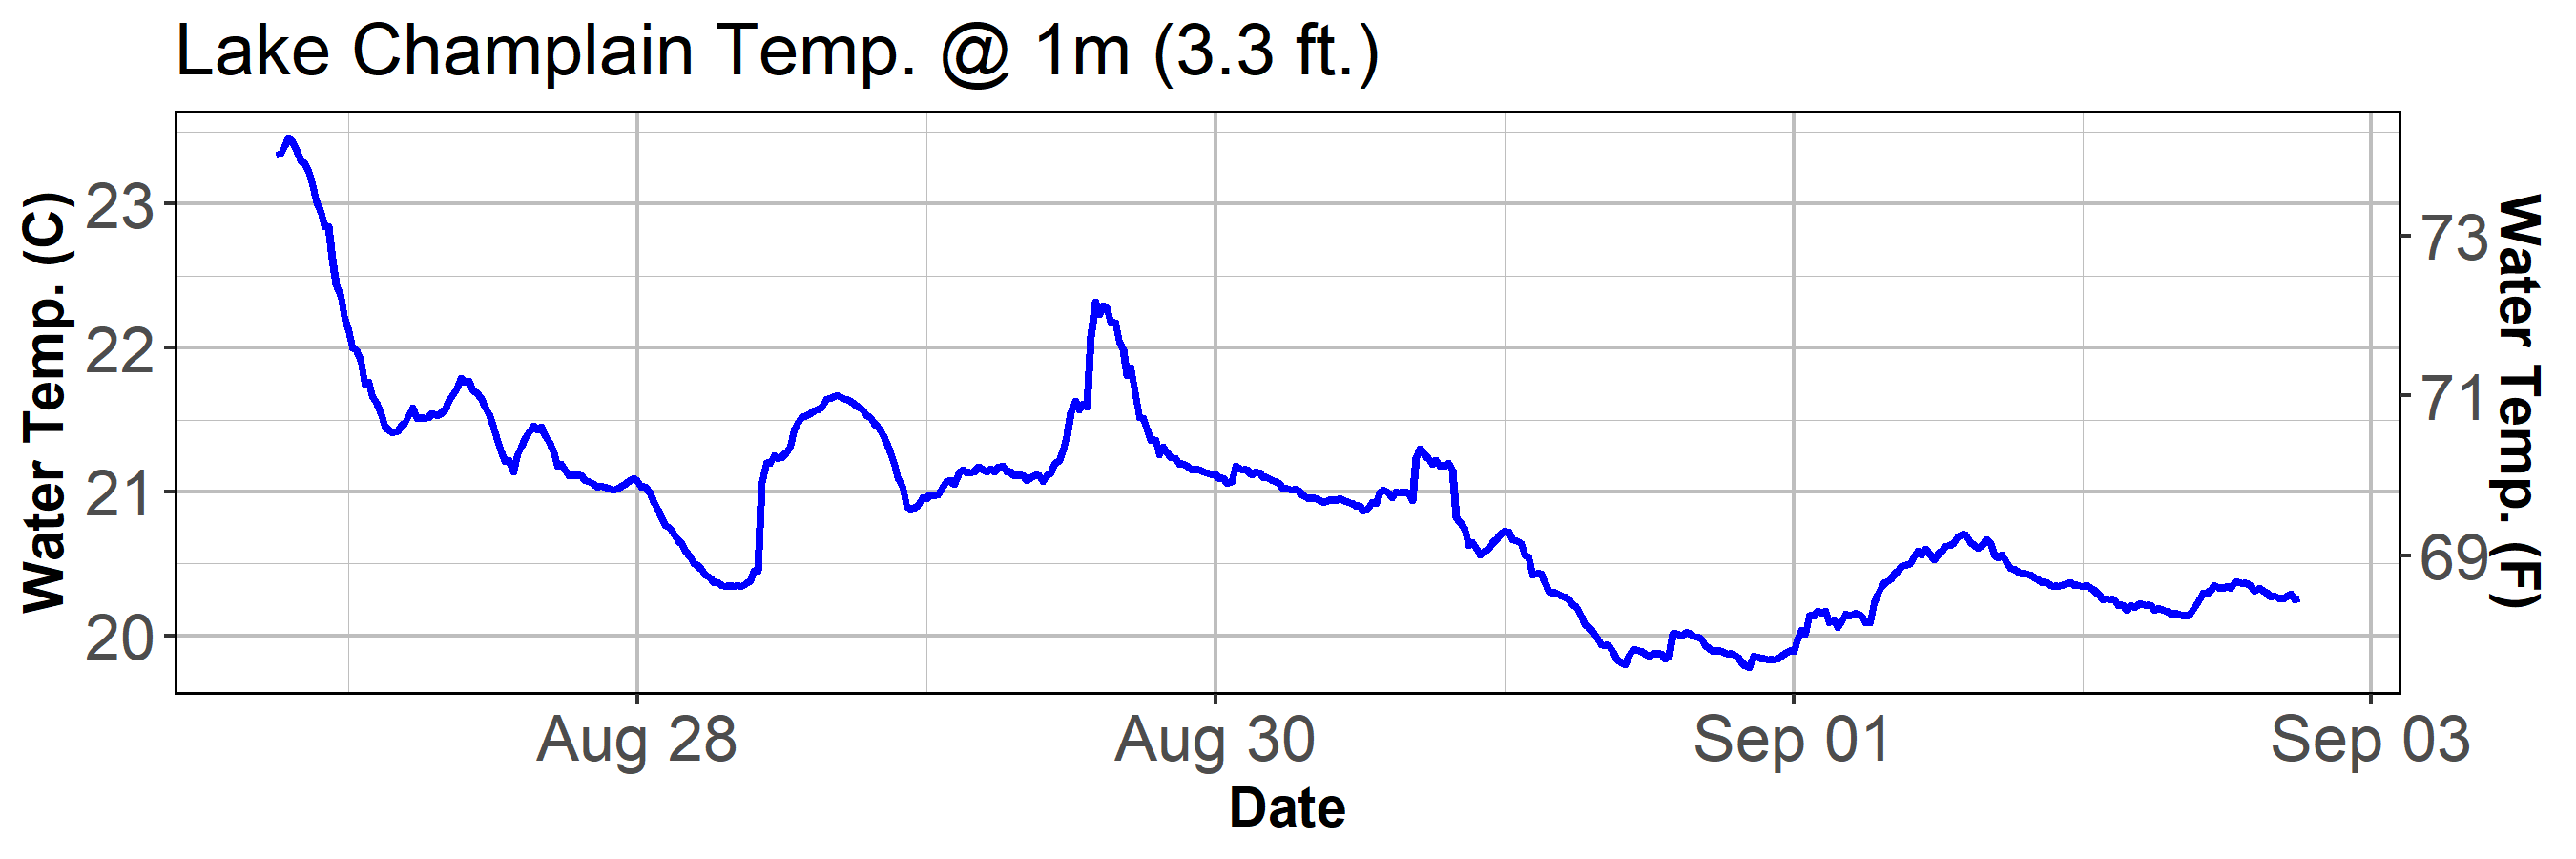 Lake Champlain Temp. @ 1m (3.3 ft.)
Water Temp. (C)
23
22
21
20
73
71
69
Water Temp. (F)
Aug 28
Aug 30
Sep 01
Sep 03
Date